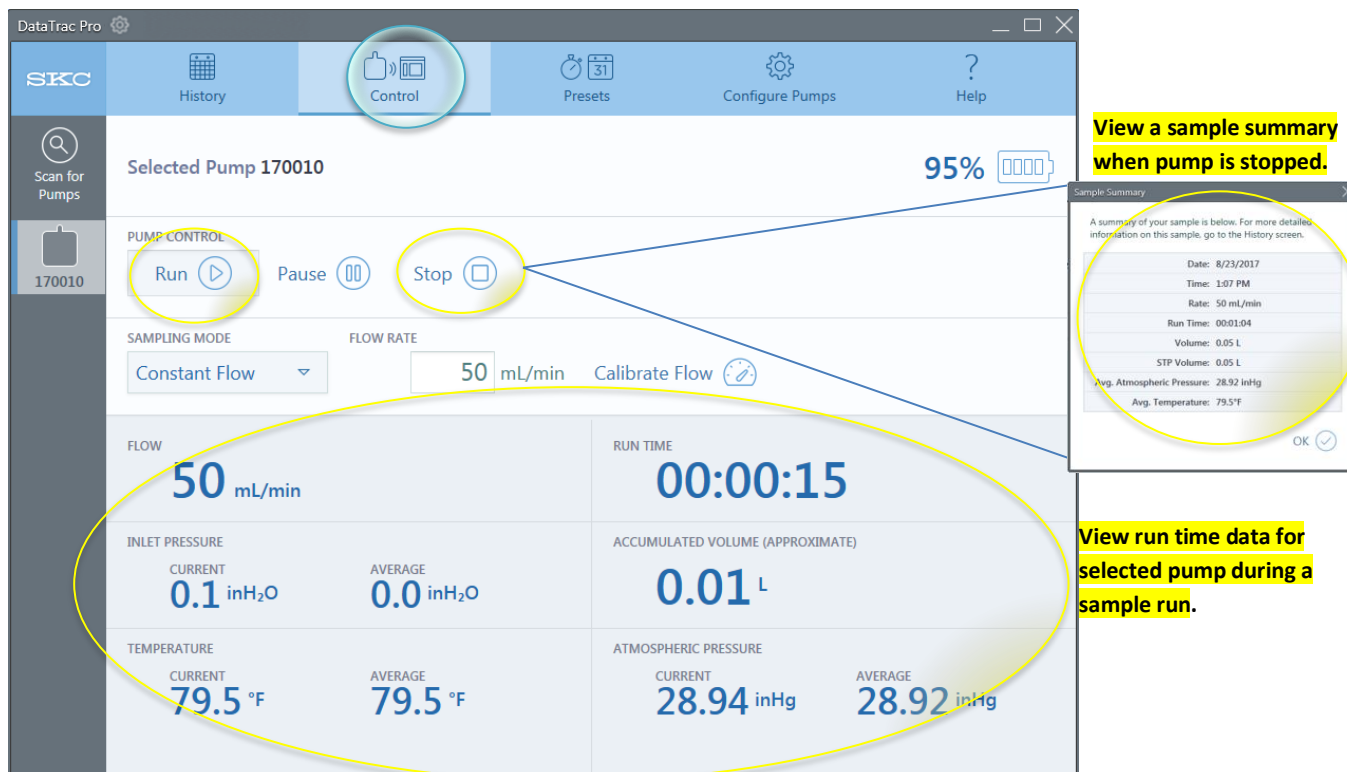 DataTrac Pro
SKC
History
Control
Presets
Configure Pumps
Help
Scan for
Pumps
170010
Selected Pump 170010
95%
PUMP CONTROL
Run
Pause
Stop
SAMPLING MODE
FLOW RATE
Constant Flow
50 mL/min
Calibrate Flow
FLOW
50 mL/min
RUN TIME
00:00:15
INLET PRESSURE
CURRENT
0.1 inH₂O
AVERAGE
0.0 inH₂O
ACCUMULATED VOLUME (APPROXIMATE)
0.01 L
TEMPERATURE
CURRENT
79.5 °F
AVERAGE
79.5 °F
ATMOSPHERIC PRESSURE
CURRENT
28.94 inHg
AVERAGE
28.92 inHg
View a sample summary
when pump is stopped.
Sample Summary
A summary of your sample is below. For more detailed
information on this sample, go to the History screen.
Date: 8/23/2017
Time: 1:07 PM
Rate: 50 mL/min
Run Time: 00:01:04
Volume: 0.05 L
STP Volume: 0.05 L
Avg. Atmospheric Pressure: 28.92 inHg
Avg. Temperature: 79.5°F
OK
View run time data for
selected pump during a
sample run.